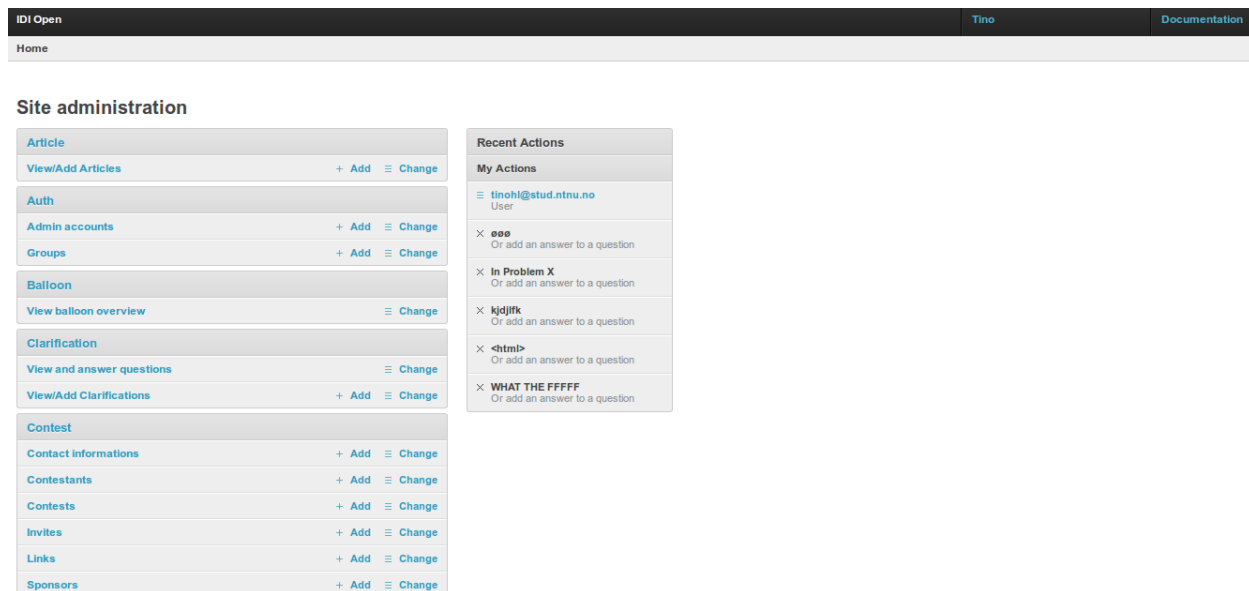 IDI Open Tino Documentation
Home
Site administration
Article
View/Add Articles Add Change
Auth
Admin accounts Add Change
Groups Add Change
Balloon
View balloon overview Change
Clarification
View and answer questions Change
View/Add Clarifications Add Change
Contest
Contact informations Add Change
Contestants Add Change
Contests Add Change
Invites Add Change
Links Add Change
Sponsors Add Change
Recent Actions
My Actions
tinohl@stud.ntnu.no
User
øøø
Or add an answer to a question
In Problem X
Or add an answer to a question
kjdjlfk
Or add an answer to a question
<html>
Or add an answer to a question
WHAT THE FFFFF
Or add an answer to a question